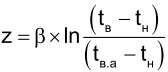 z = β × ln (tв – tн) / (tв.а – tн)